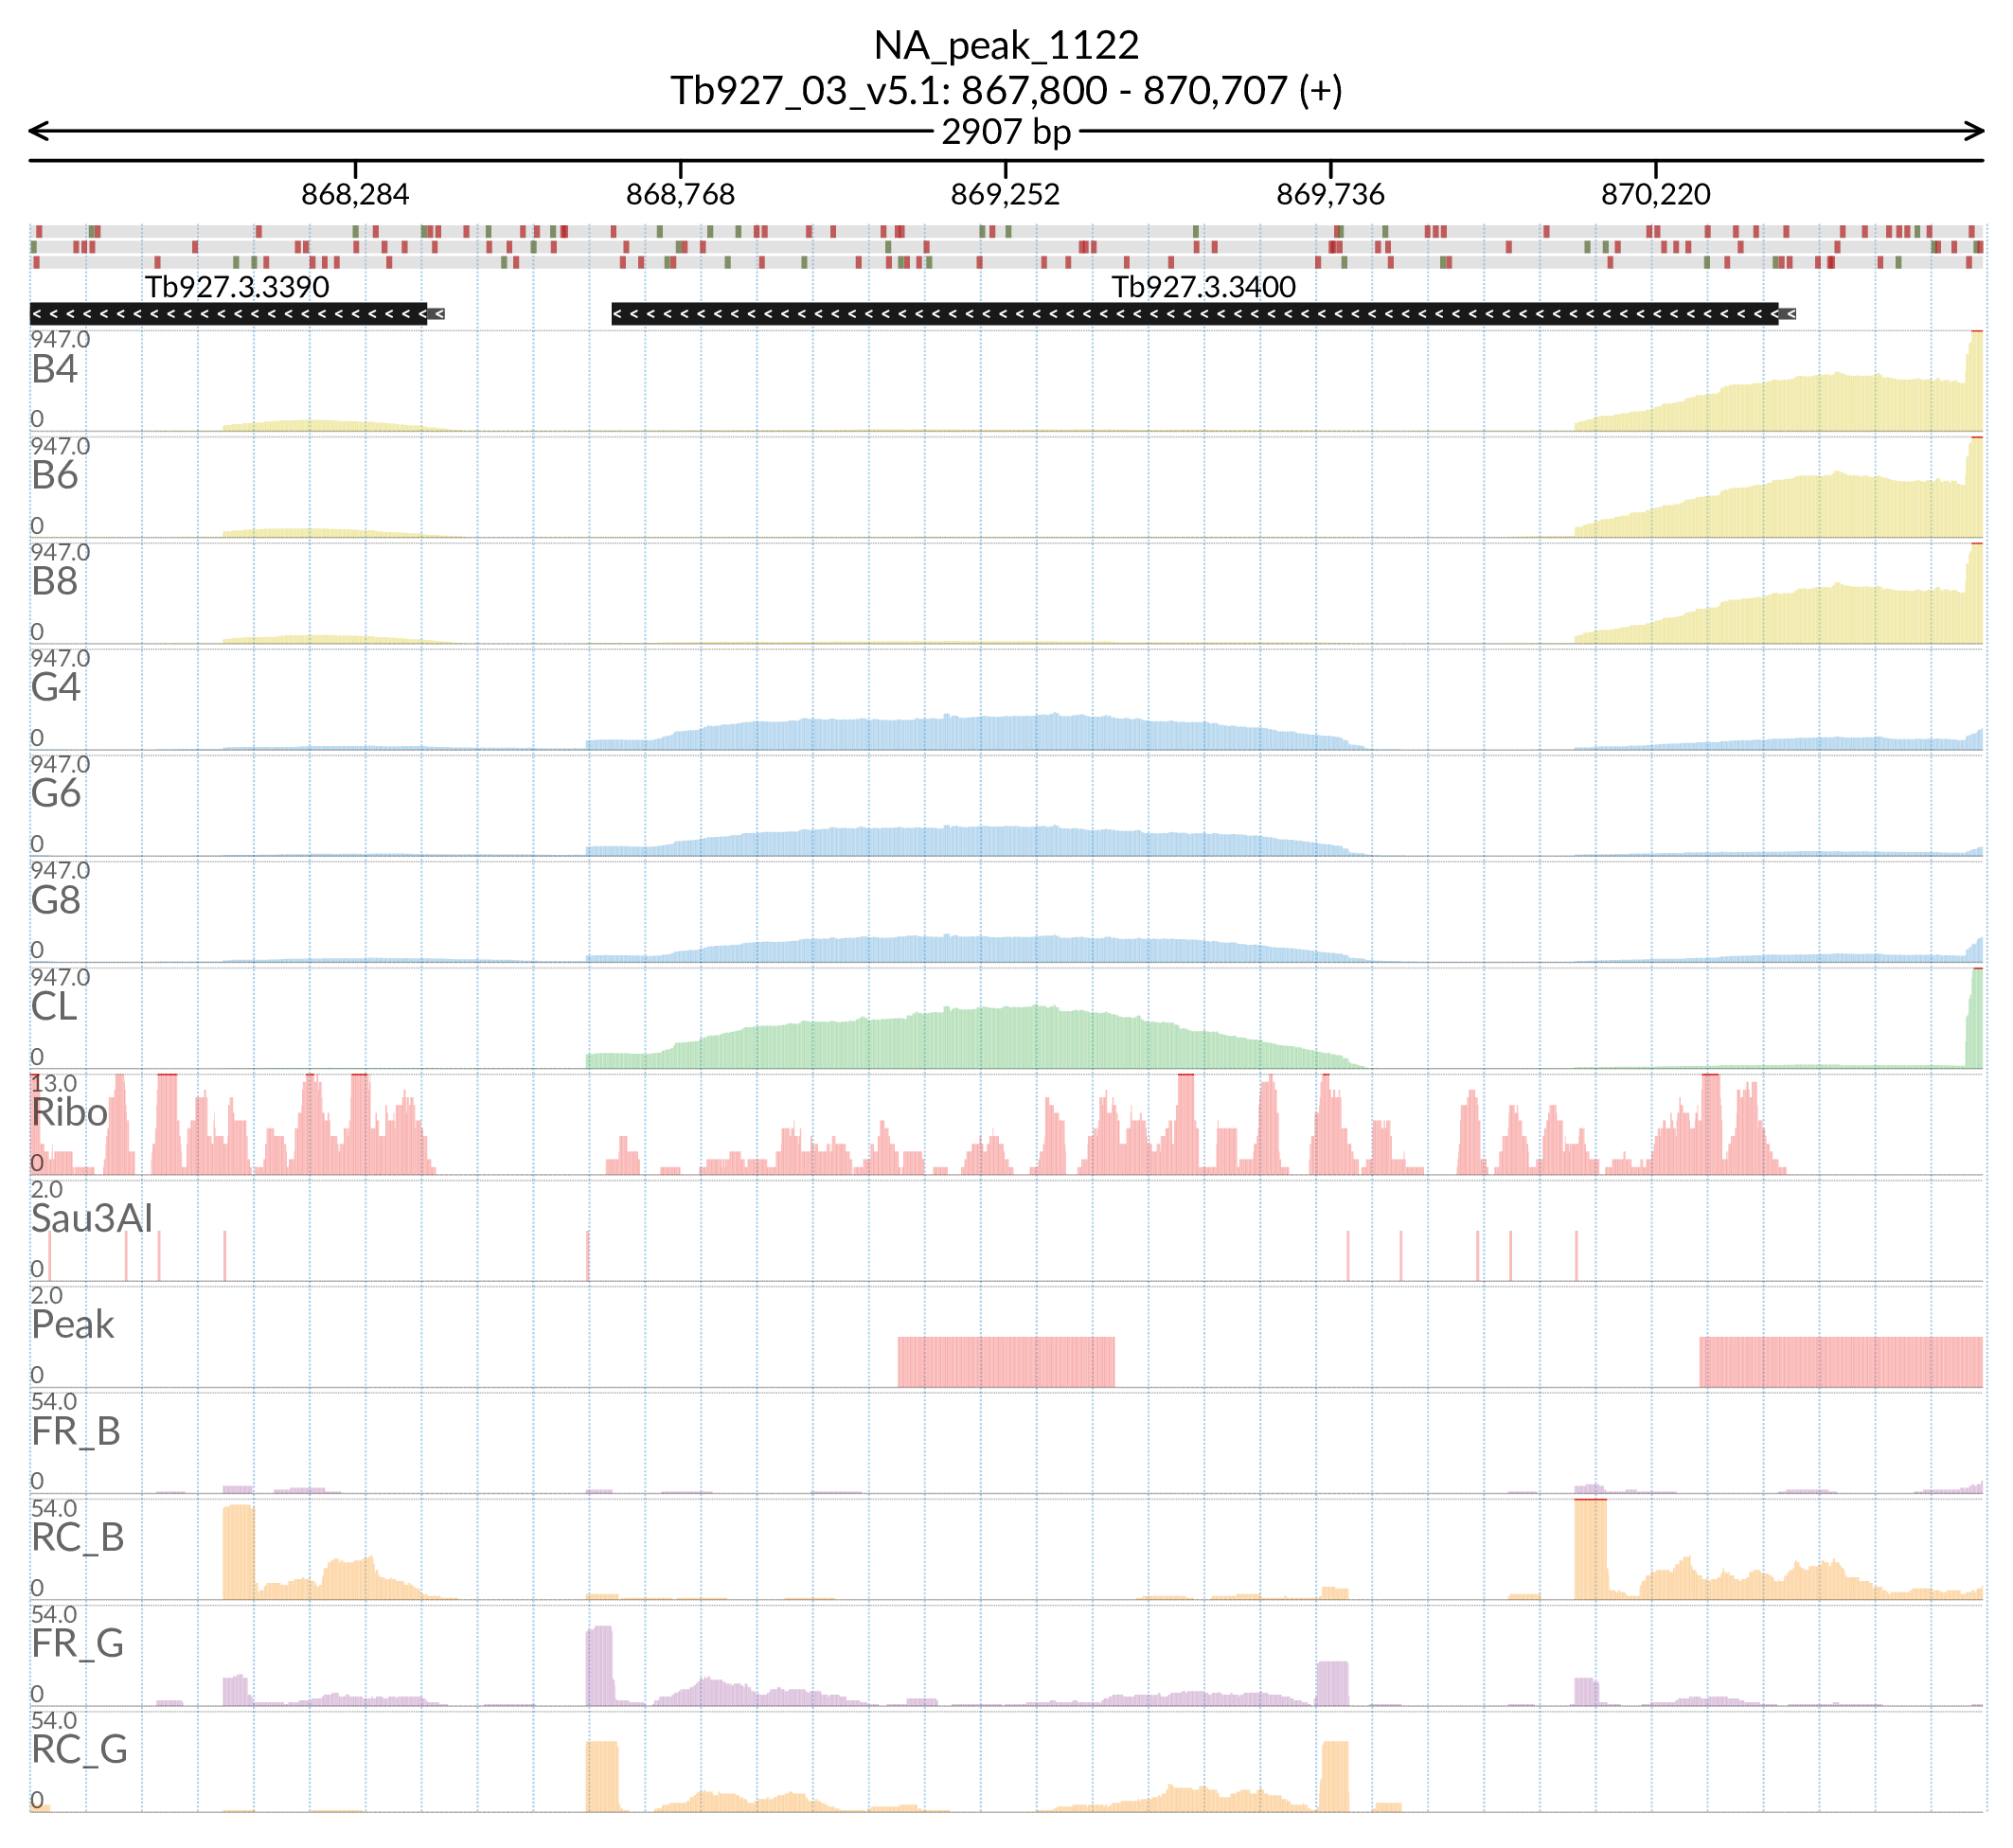 NA_peak_1122
Tb927_03_v5.1: 867,800 - 870,707 (+)
2907 bp
868,284 868,768 869,252 869,736 870,220
Tb927.3.3390 Tb927.3.3400
947.0
B4
0
947.0
B6
0
947.0
B8
0
947.0
G4
0
947.0
G6
0
947.0
G8
0
947.0
CL
0
13.0
Ribo
0
2.0
Sau3AI
0
2.0
Peak
0
54.0
FR_B
0
54.0
RC_B
0
54.0
FR_G
0
54.0
RC_G
0